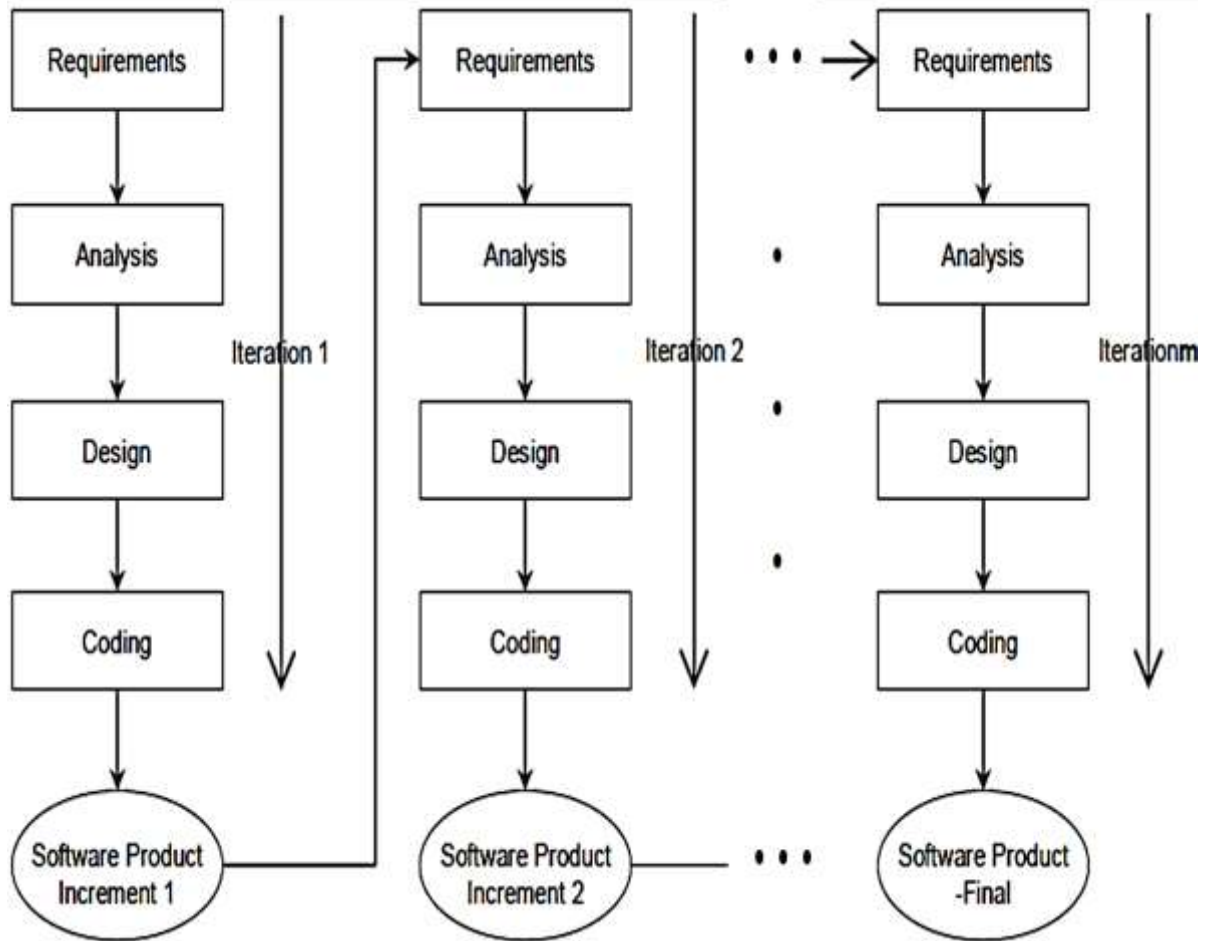 Requirements
Analysis
Iteration 1
Design
Coding
Software Product
Increment 1
Requirements
Analysis
Iteration 2
Design
Coding
Software Product
Increment 2
Requirements
Analysis
Iterationm
Design
Coding
Software Product
-Final